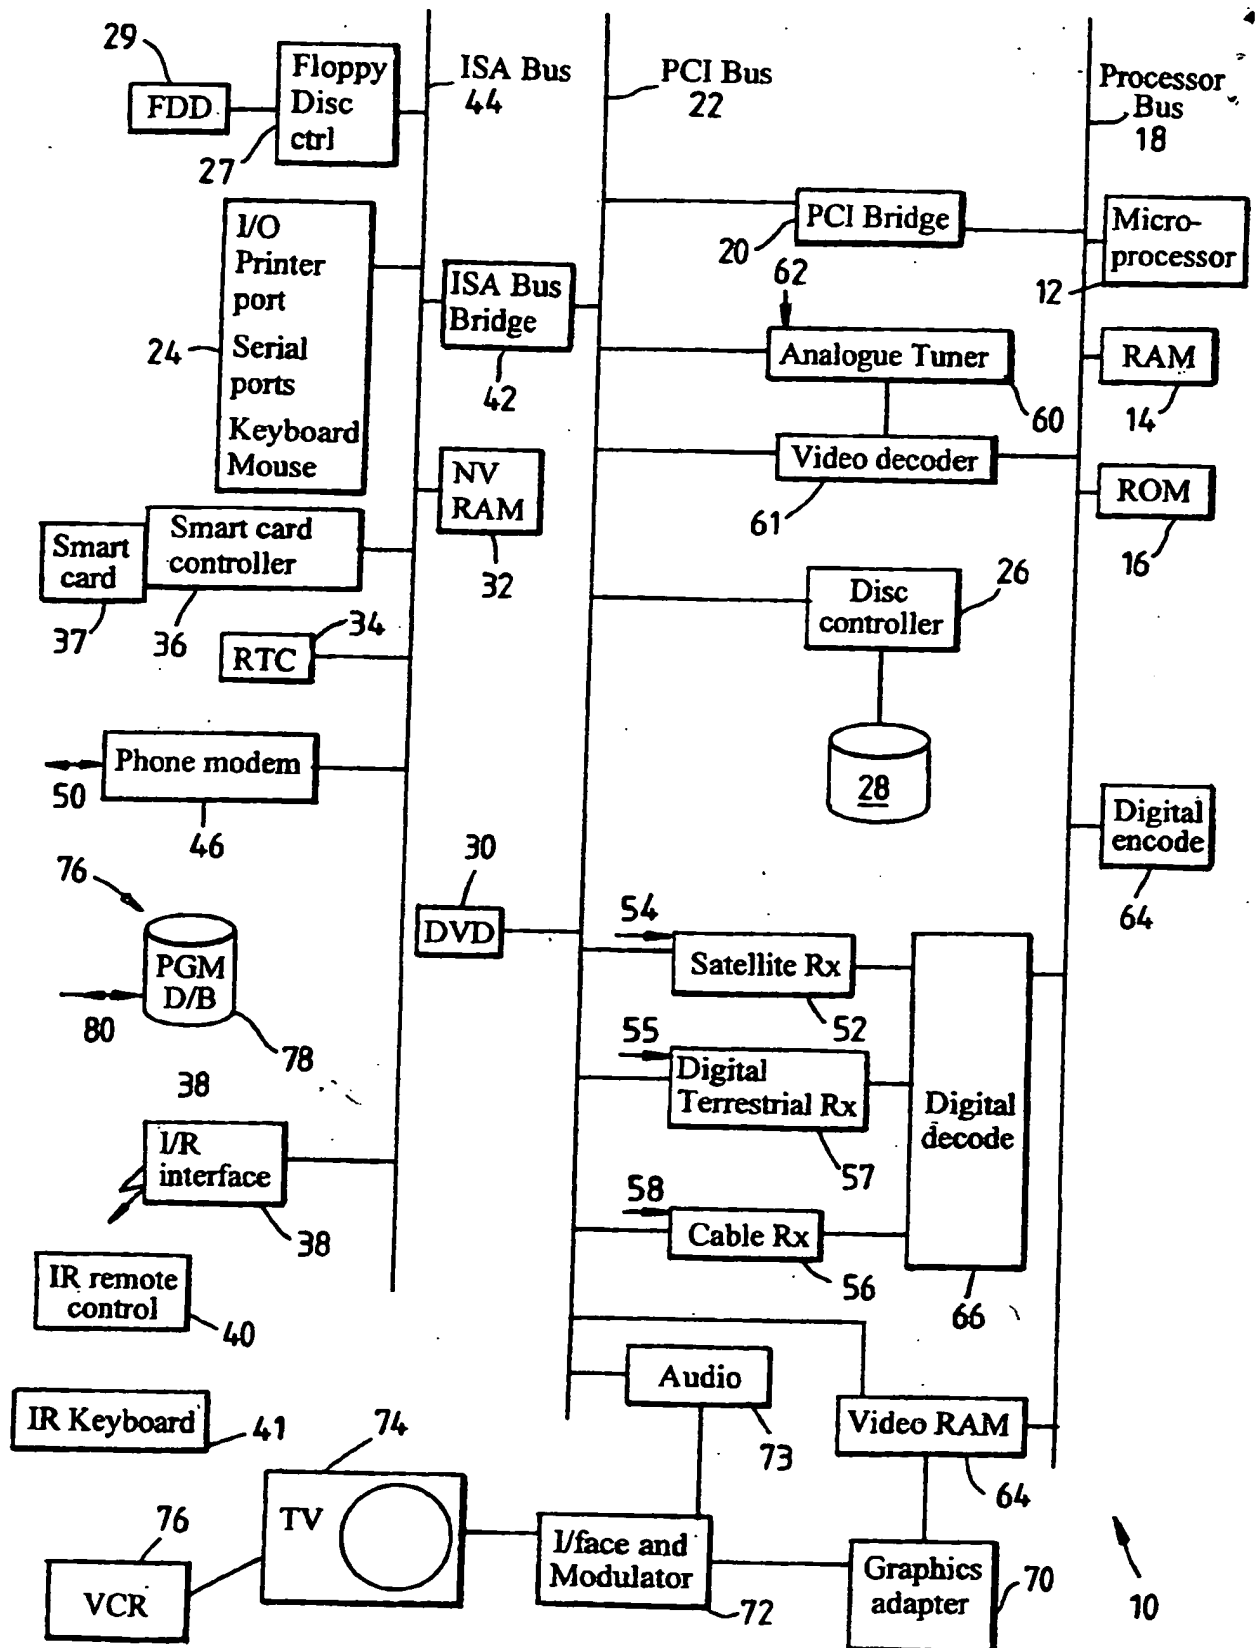 29
FDD
Floppy
Disc
ctrl
27
ISA Bus
44
PCI Bus
22
Processor
Bus
18
I/O
Printer
port
Serial
ports
Keyboard
Mouse
24
ISA Bus
Bridge
42
PCI Bridge
20
Micro-
processor
12
62
Analogue Tuner
60
RAM
14
Video decoder
61
ROM
16
NV
RAM
32
Smart
card
37
Smart card
controller
36
34
RTC
Disc
controller
26
28
Phone modem
50
46
Digital
encode
64
76
PGM
D/B
80
78
30
DVD
54
Satellite Rx
52
55
Digital
Terrestrial Rx
57
58
Cable Rx
56
Digital
decode
66
38
I/R
interface
38
IR remote
control
40
IR Keyboard
41
Audio
73
Video RAM
64
74
TV
76
VCR
I/face and
Modulator
72
Graphics
adapter
70
10